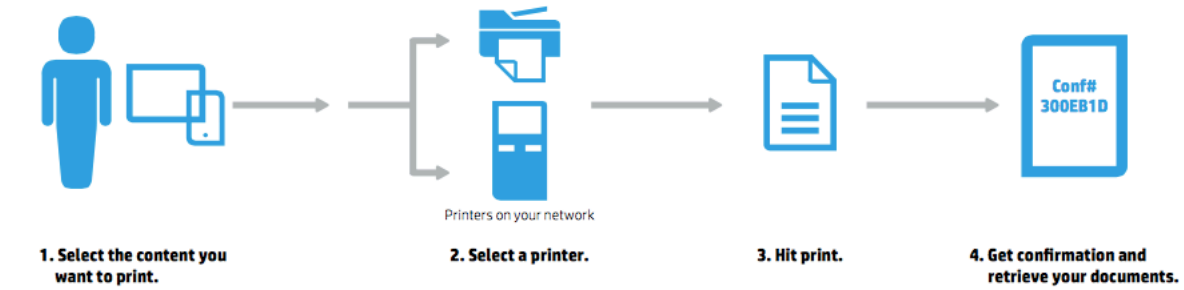 Conf#
300EB1D
Printers on your network
1. Select the content you
want to print.
2. Select a printer.
3. Hit print.
4. Get confirmation and
retrieve your documents.